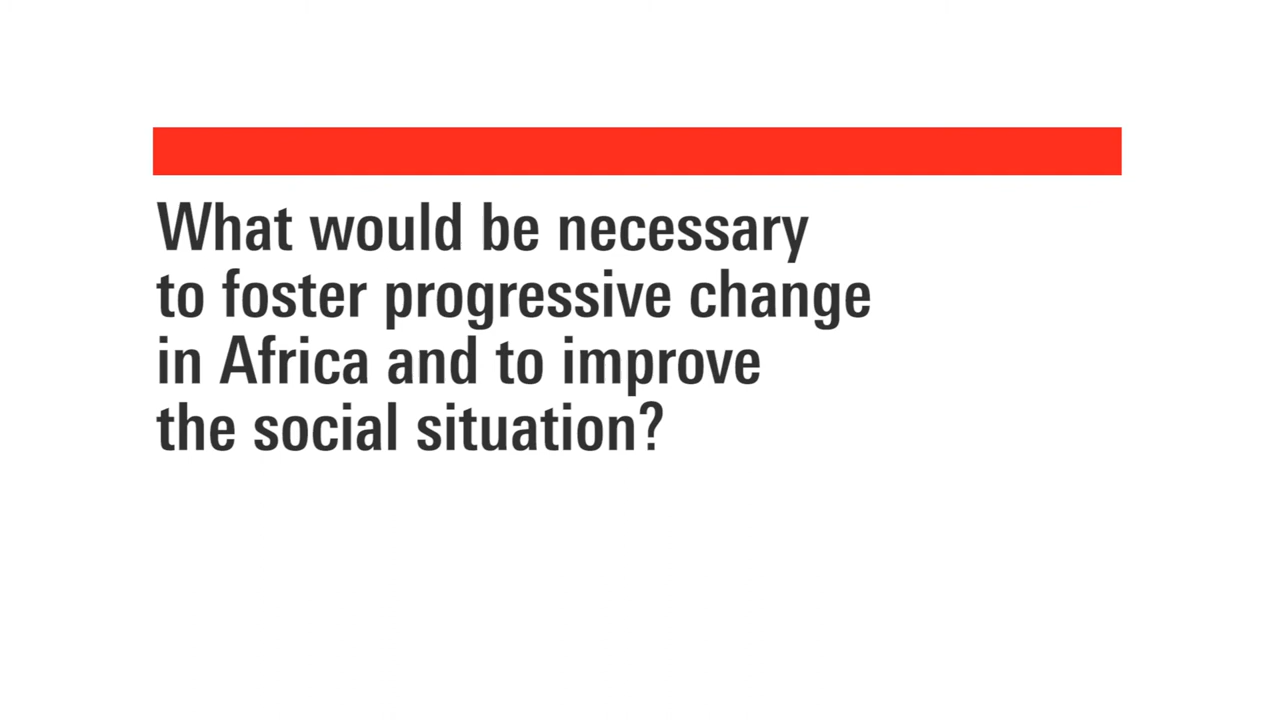 What would be necessary
to foster progressive change
in Africa and to improve
the social situation?